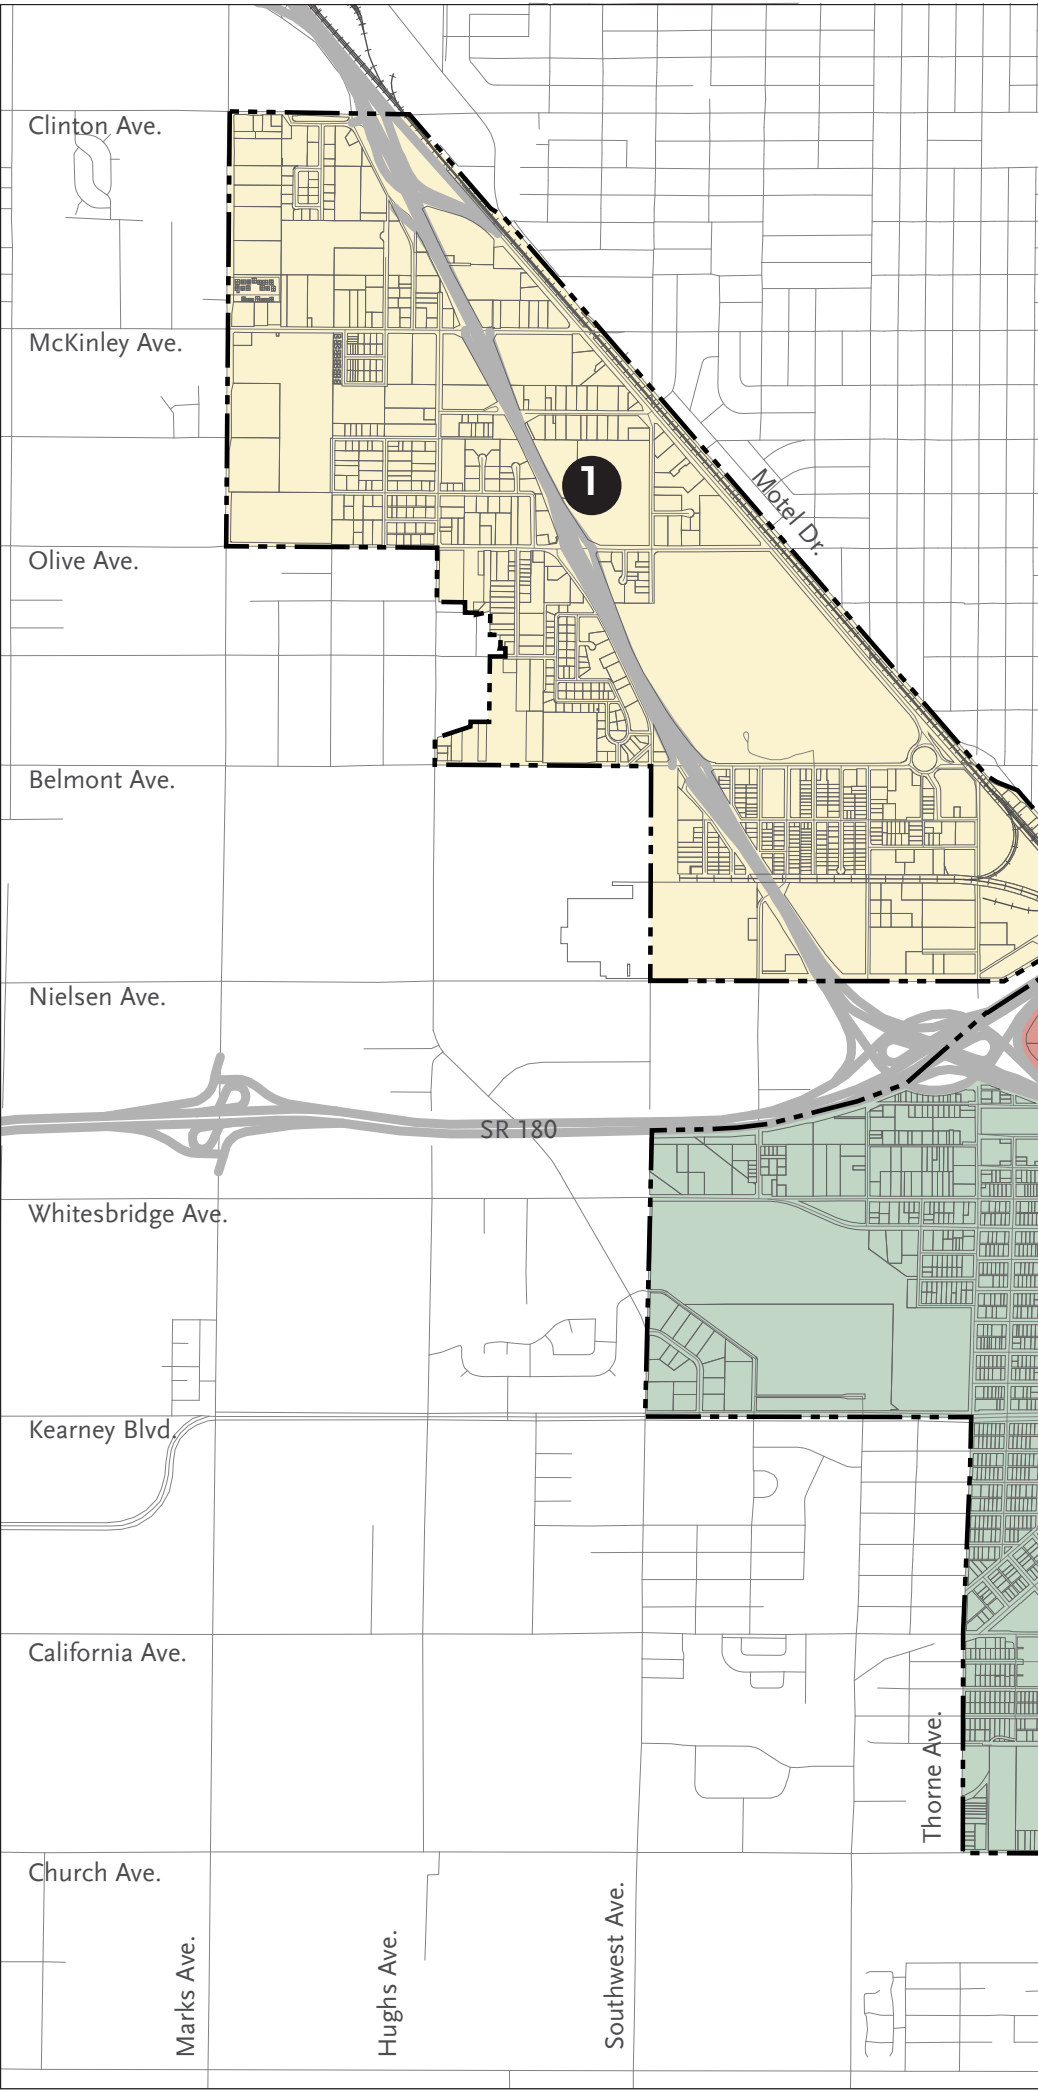 Clinton Ave.
McKinley Ave.
1
Motel Dr.
Olive Ave.
Belmont Ave.
Nielsen Ave.
SR 180
Whitesbridge Ave.
Kearney Blvd.
California Ave.
Thorne Ave.
Church Ave.
Marks Ave.
Hughs Ave.
Southwest Ave.